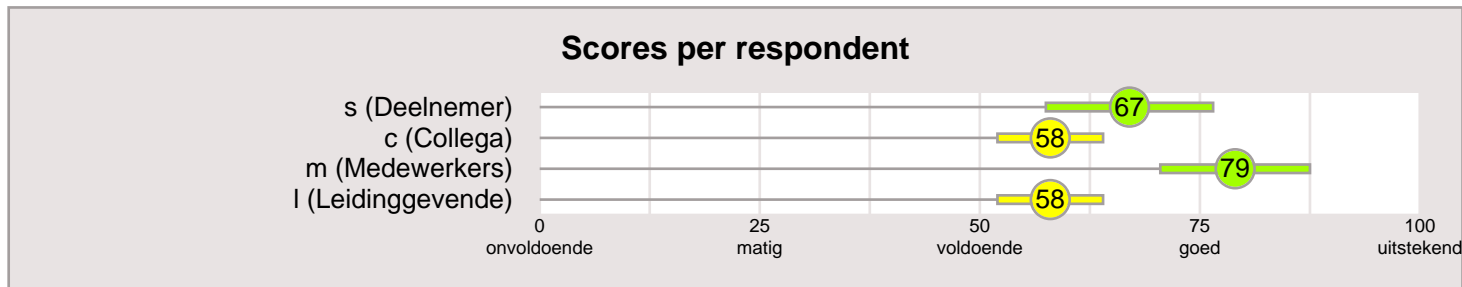 Scores per respondent
s (Deelnemer) 67
c (Collega) 58
m (Medewerkers) 79
l (Leidinggevende) 58
0 25 50 75 100
onvoldoende matig voldoende goed uitstekend